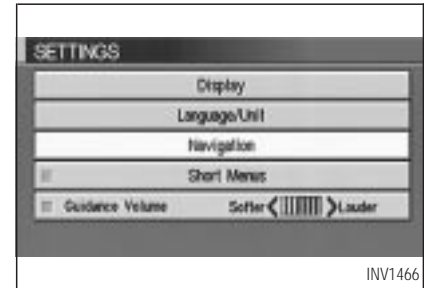 SETTINGS
Display
Language/Unit
Navigation
Short Menus
Guidance Volume Softer Louder
INV1466